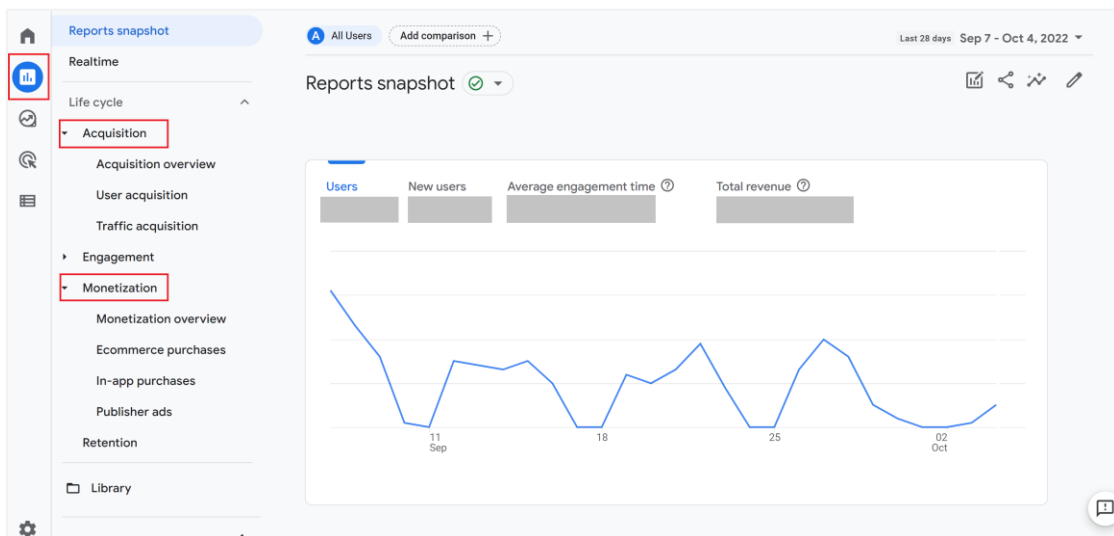 Reports snapshot
Realtime
Life cycle
Acquisition
Acquisition overview
User acquisition
Traffic acquisition
Engagement
Monetization
Monetization overview
Ecommerce purchases
In-app purchases
Publisher ads
Retention
Library
A All Users Add comparison +
Last 28 days Sep 7 - Oct 4, 2022
Reports snapshot
Users New users Average engagement time Total revenue
11 18 25 02
Sep Oct